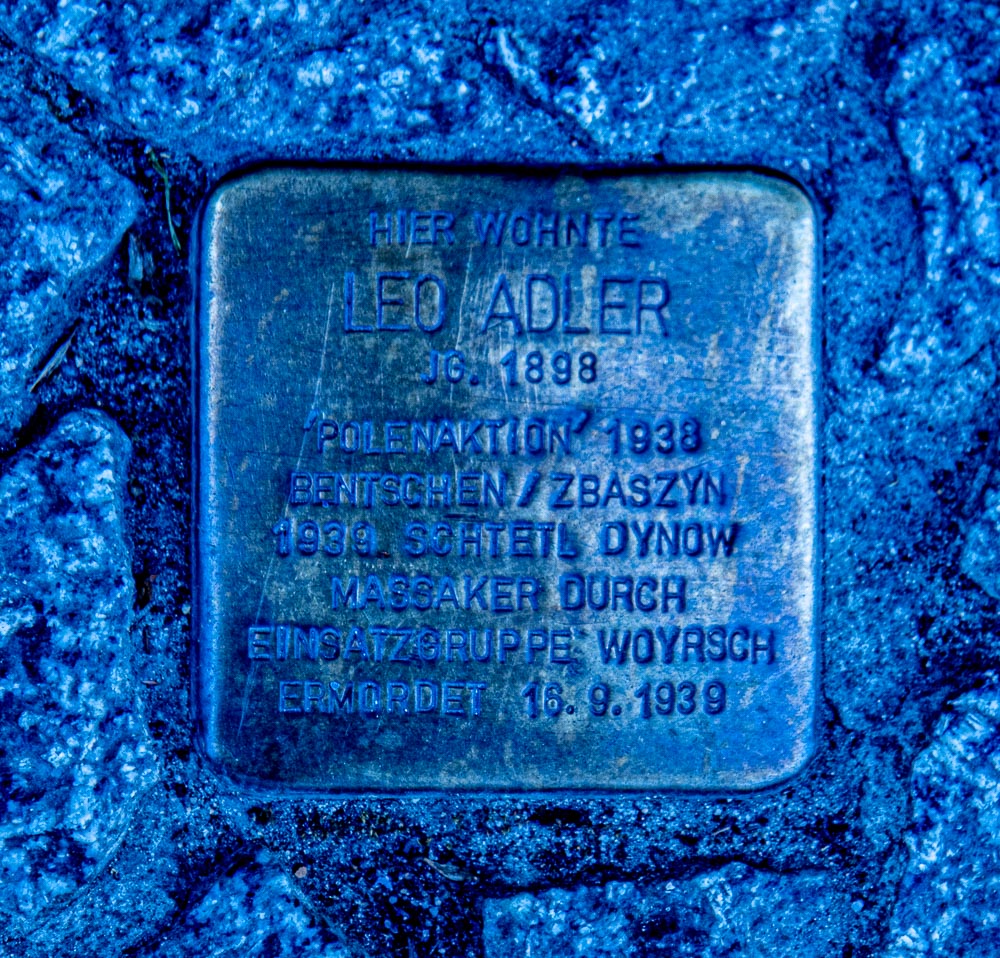 HIER WOHNTE
LEO ADLER
JG. 1898
'POLENAKTION' 1938
BENTSCHEN / ZBASZYN
1939 SCHTETL DYNOW
MASSAKER DURCH
EINSATZGRUPPE WOYRSCH
ERMORDET 16.9.1939